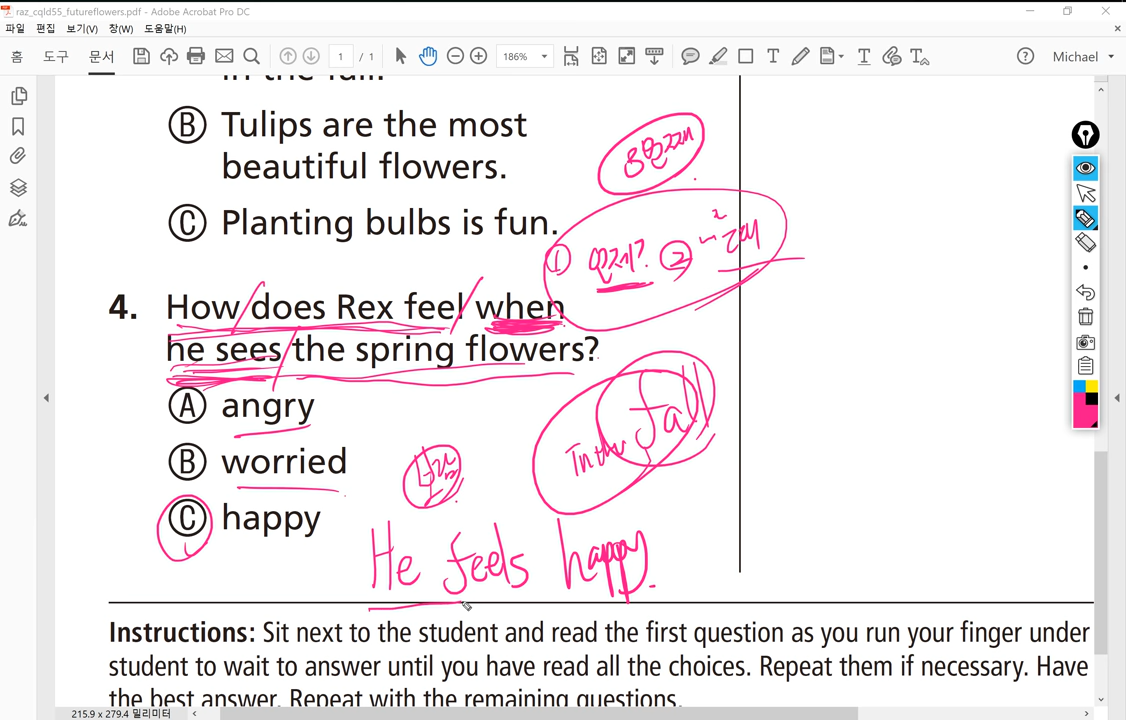 raz_cqld55_futureflowers.pdf - Adobe Acrobat Pro DC
파일 편집 보기(V) 창(W) 도움말(H)
홈 도구 문서 1 / 1 186% Michael
in the fall.
B Tulips are the most
beautiful flowers.
C Planting bulbs is fun.
① 언제? ②
4. How does Rex feel when
he sees the spring flowers?
A angry
In the fall
B worried
C happy
He feels happy.
Instructions: Sit next to the student and read the first question as you run your finger under
student to wait to answer until you have read all the choices. Repeat them if necessary. Have
the best answer. Repeat with the remaining questions.
215.9 x 279.4 밀리미터